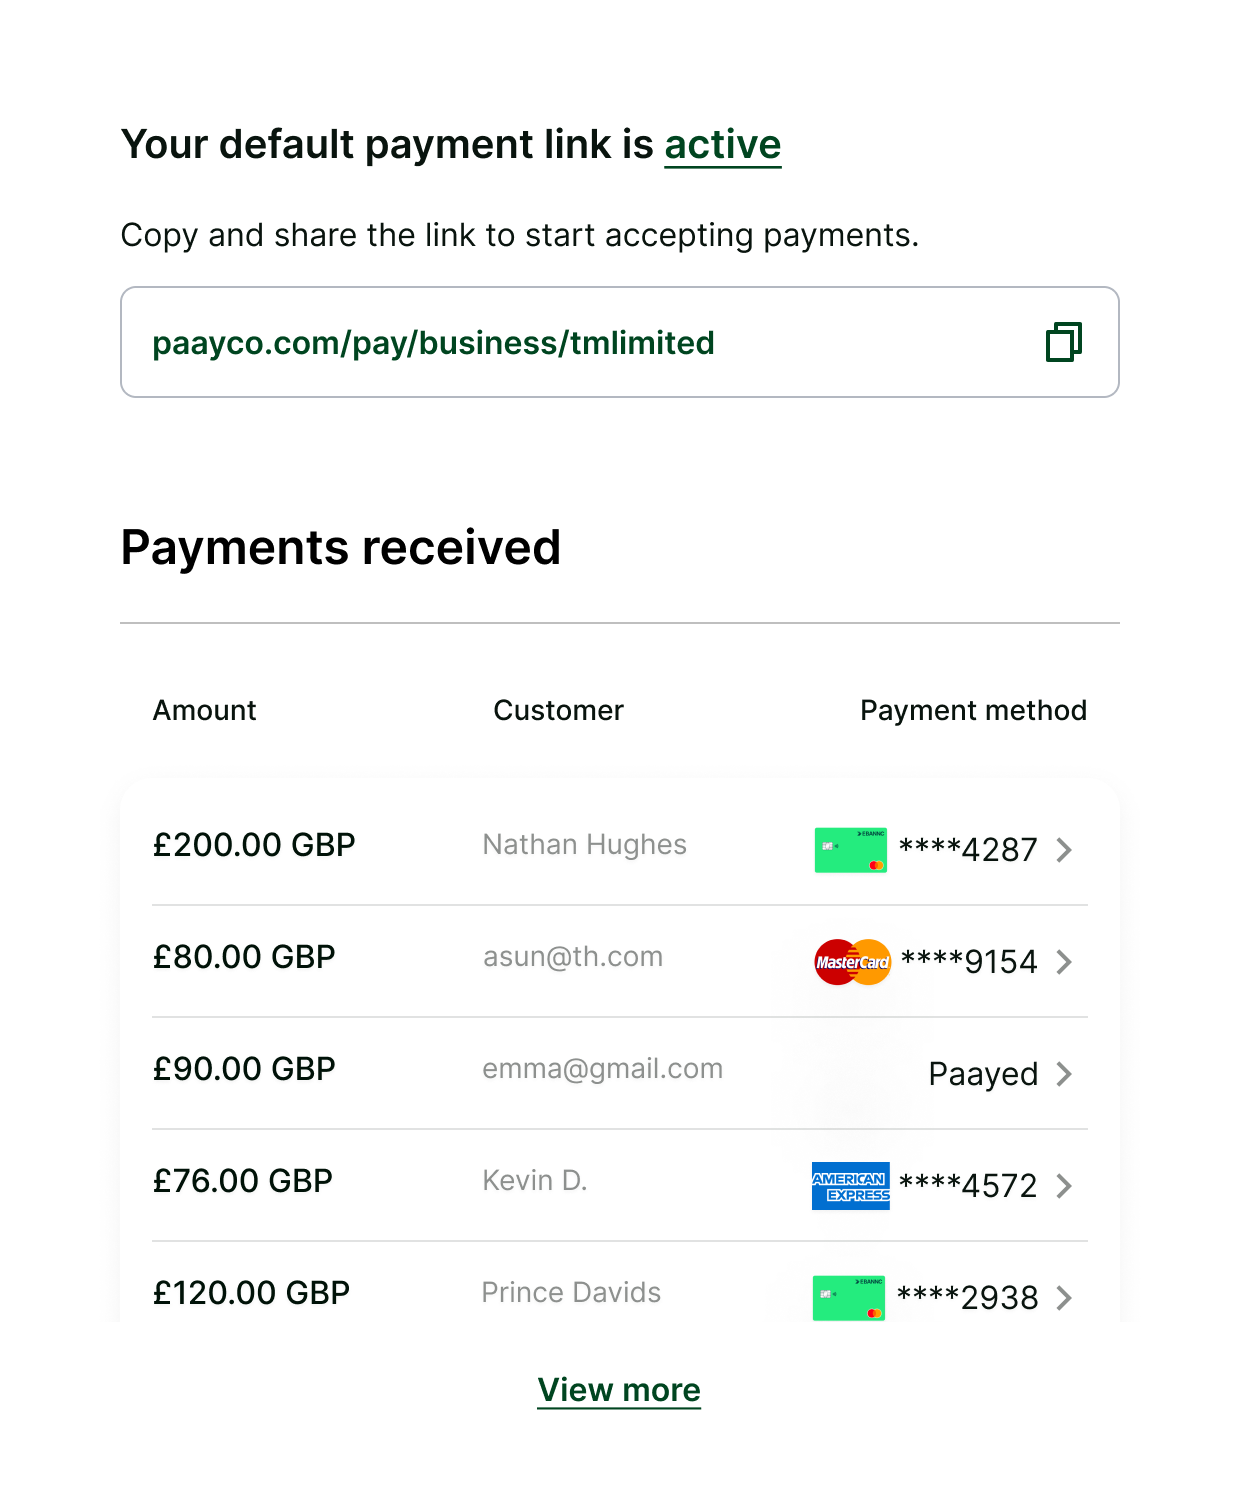 Your default payment link is active
Copy and share the link to start accepting payments.
paayco.com/pay/business/tmlimited
Payments received
Amount Customer Payment method
£200.00 GBP Nathan Hughes EBANNC ****4287
£80.00 GBP asun@th.com MasterCard ****9154
£90.00 GBP emma@gmail.com Paayed
£76.00 GBP Kevin D. AMERICAN EXPRESS ****4572
£120.00 GBP Prince Davids EBANNC ****2938
View more